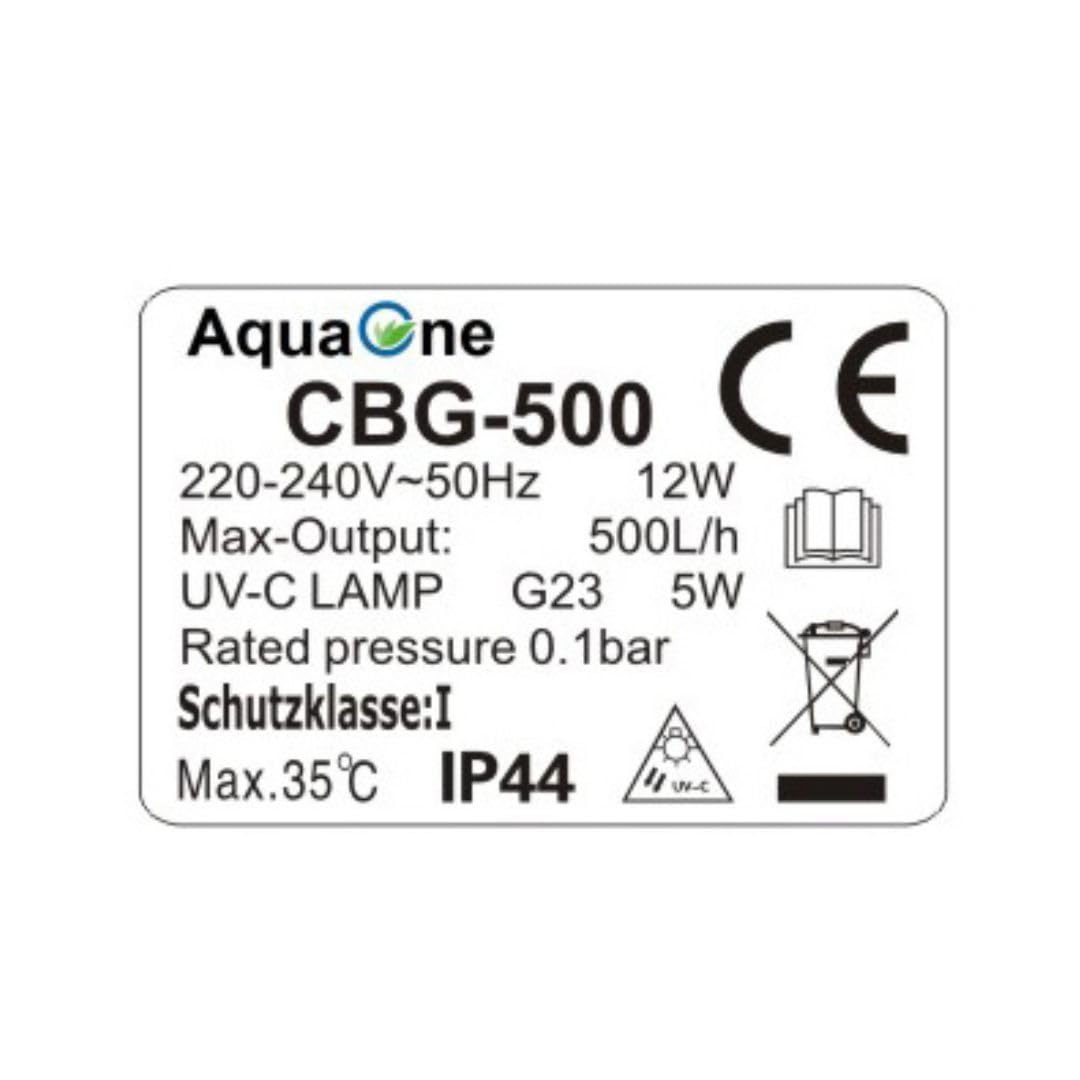 AquaOne
CBG-500
CE
220-240V~50Hz 12W
Max-Output: 500L/h
UV-C LAMP G23 5W
Rated pressure 0.1bar
Schutzklasse:I
Max.35℃ IP44
UV-C